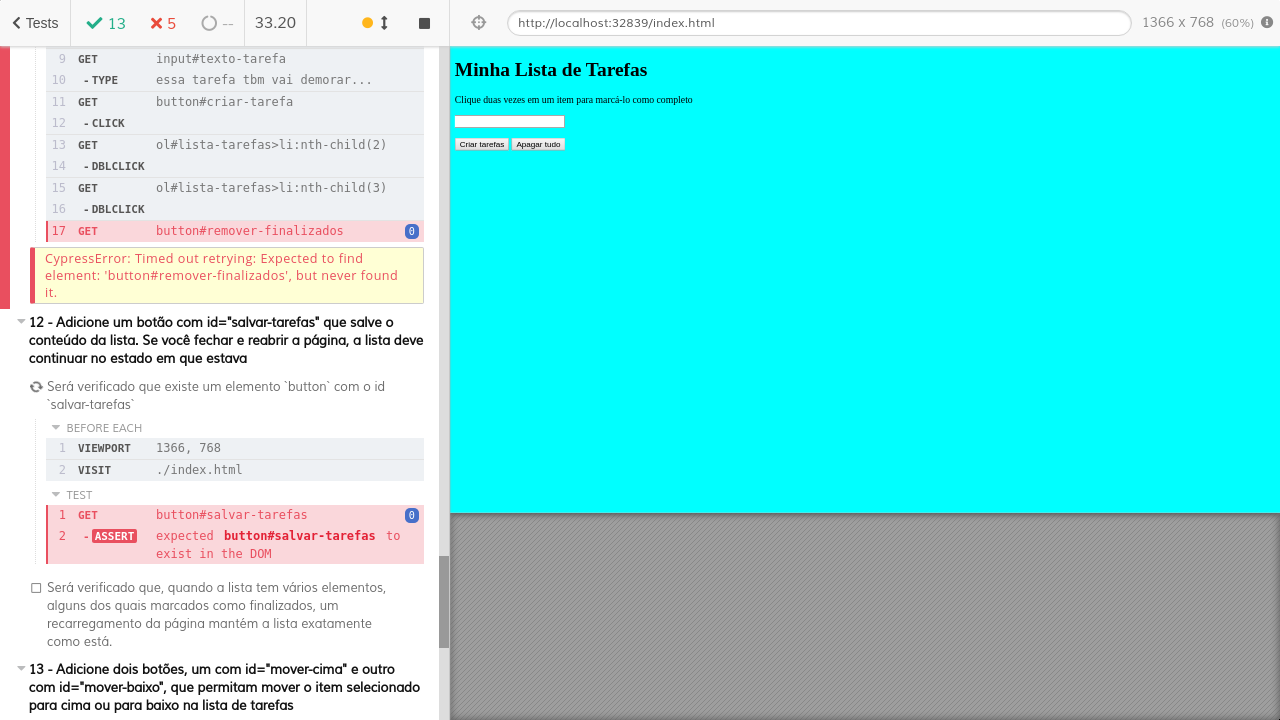 Tests
13
5
--
33.20
http://localhost:32839/index.html
1366 x 768 (60%)
9 GET input#texto-tarefa
10 - TYPE essa tarefa tbm vai demorar...
11 GET button#criar-tarefa
12 - CLICK
13 GET ol#lista-tarefas>li:nth-child(2)
14 - DBLCLICK
15 GET ol#lista-tarefas>li:nth-child(3)
16 - DBLCLICK
17 GET button#remover-finalizados 0
CypressError: Timed out retrying: Expected to find
element: 'button#remover-finalizados', but never found
it.
12 - Adicione um botão com id="salvar-tarefas" que salve o
conteúdo da lista. Se você fechar e reabrir a página, a lista deve
continuar no estado em que estava
Será verificado que existe um elemento `button` com o id
`salvar-tarefas`
BEFORE EACH
1 VIEWPORT 1366, 768
2 VISIT ./index.html
TEST
1 GET button#salvar-tarefas 0
2 - ASSERT expected button#salvar-tarefas to
exist in the DOM
Será verificado que, quando a lista tem vários elementos,
alguns dos quais marcados como finalizados, um
recarregamento da página mantém a lista exatamente
como está.
13 - Adicione dois botões, um com id="mover-cima" e outro
com id="mover-baixo", que permitam mover o item selecionado
para cima ou para baixo na lista de tarefas
Minha Lista de Tarefas
Clique duas vezes em um item para marcá-lo como completo
Criar tarefas Apagar tudo